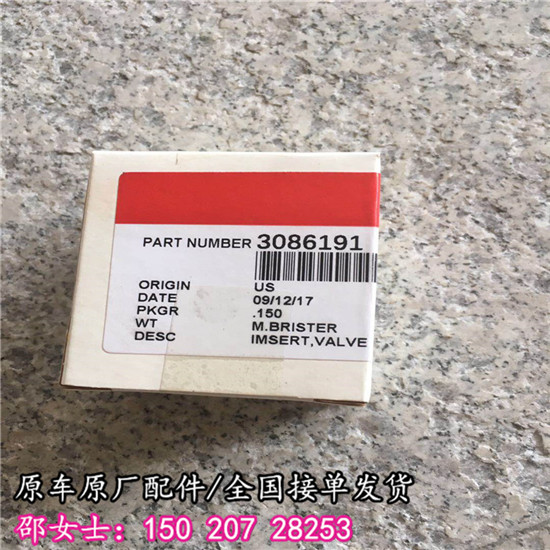 PART NUMBER 3086191
ORIGIN US
DATE 09/12/17
PKGR .150
WT M.BRISTER
DESC IMSERT,VALVE
原车原厂配件/全国接单发货
邵女士：150 207 28253